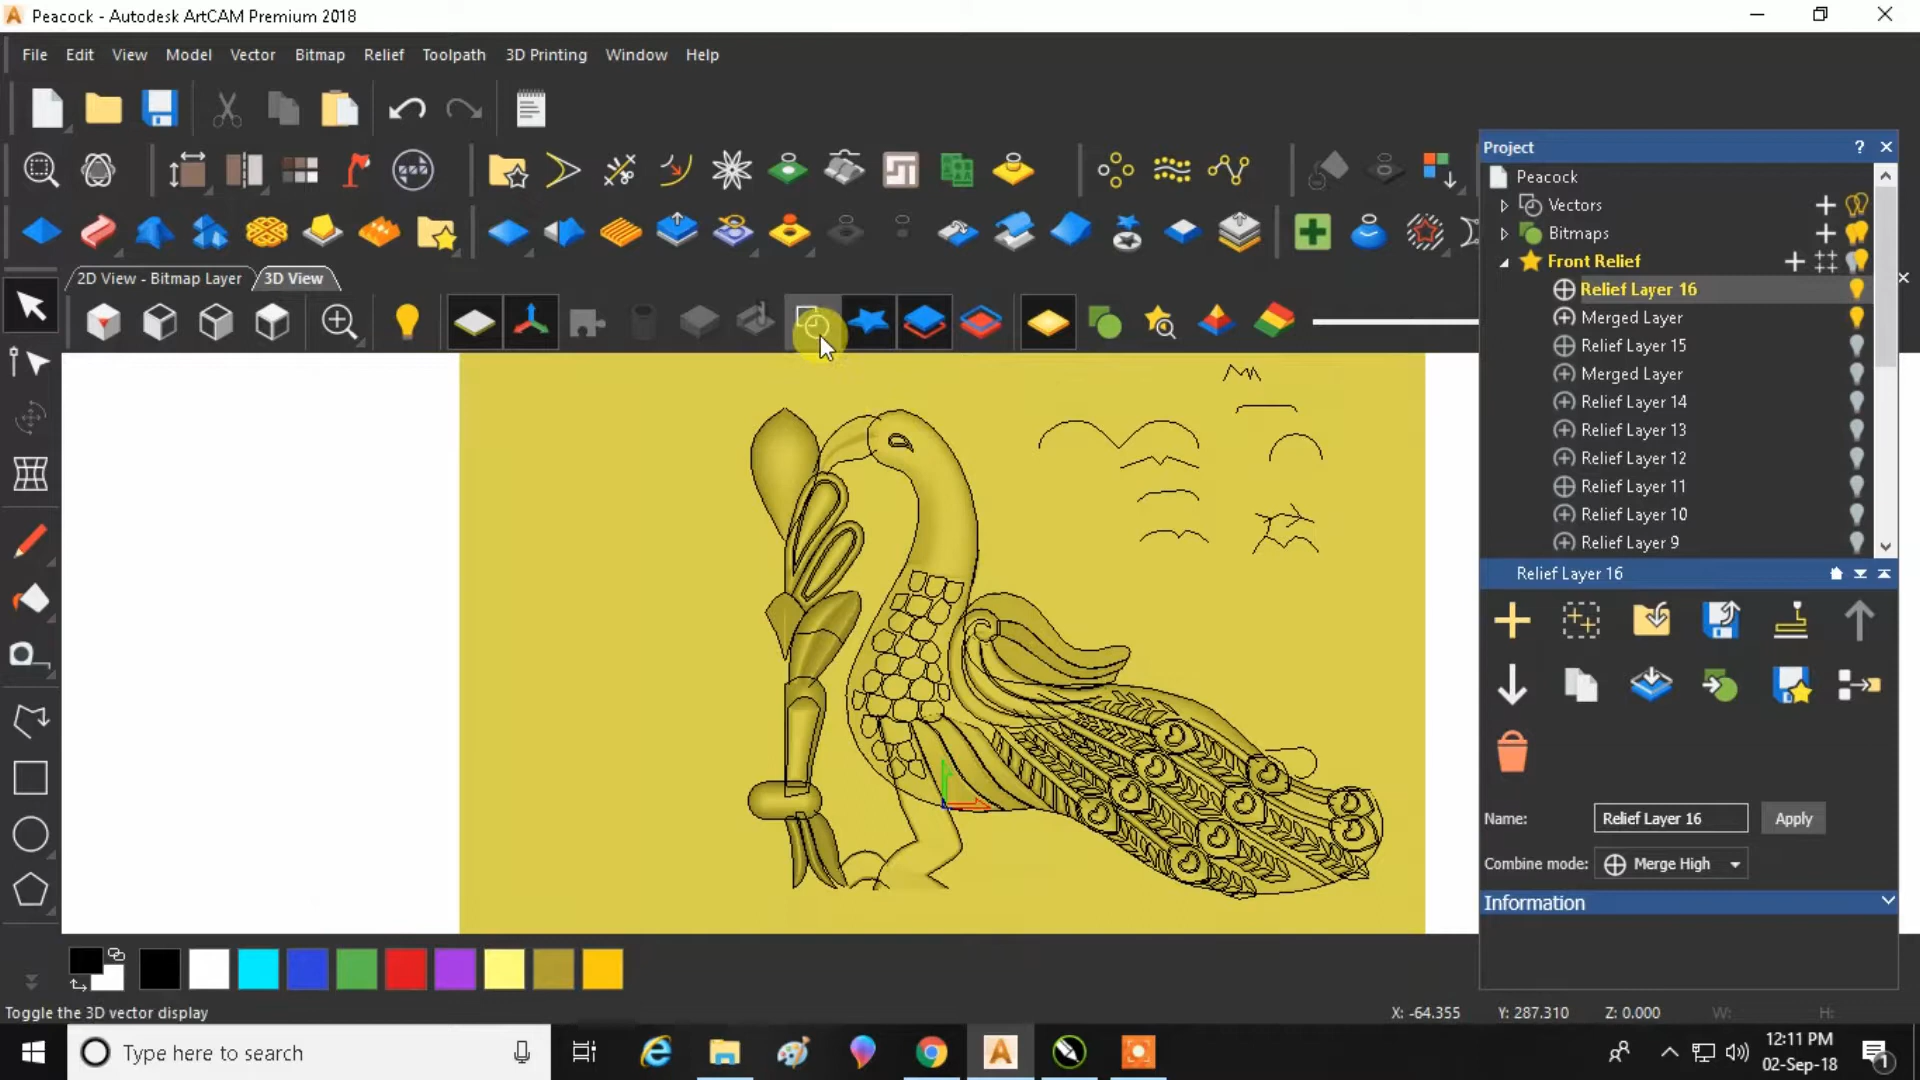 Peacock - Autodesk ArtCAM Premium 2018
File Edit View Model Vector Bitmap Relief Toolpath 3D Printing Window Help
2D View - Bitmap Layer 3D View
Project ?
Peacock
Vectors
Bitmaps
Front Relief
Relief Layer 16
Merged Layer
Relief Layer 15
Merged Layer
Relief Layer 14
Relief Layer 13
Relief Layer 12
Relief Layer 11
Relief Layer 10
Relief Layer 9
Relief Layer 16
Name: Relief Layer 16 Apply
Combine mode: Merge High
Information
Toggle the 3D vector display X: -64.355 Y: 287.310 Z: 0.000 W: H:
Type here to search
12:11 PM
02-Sep-18
1